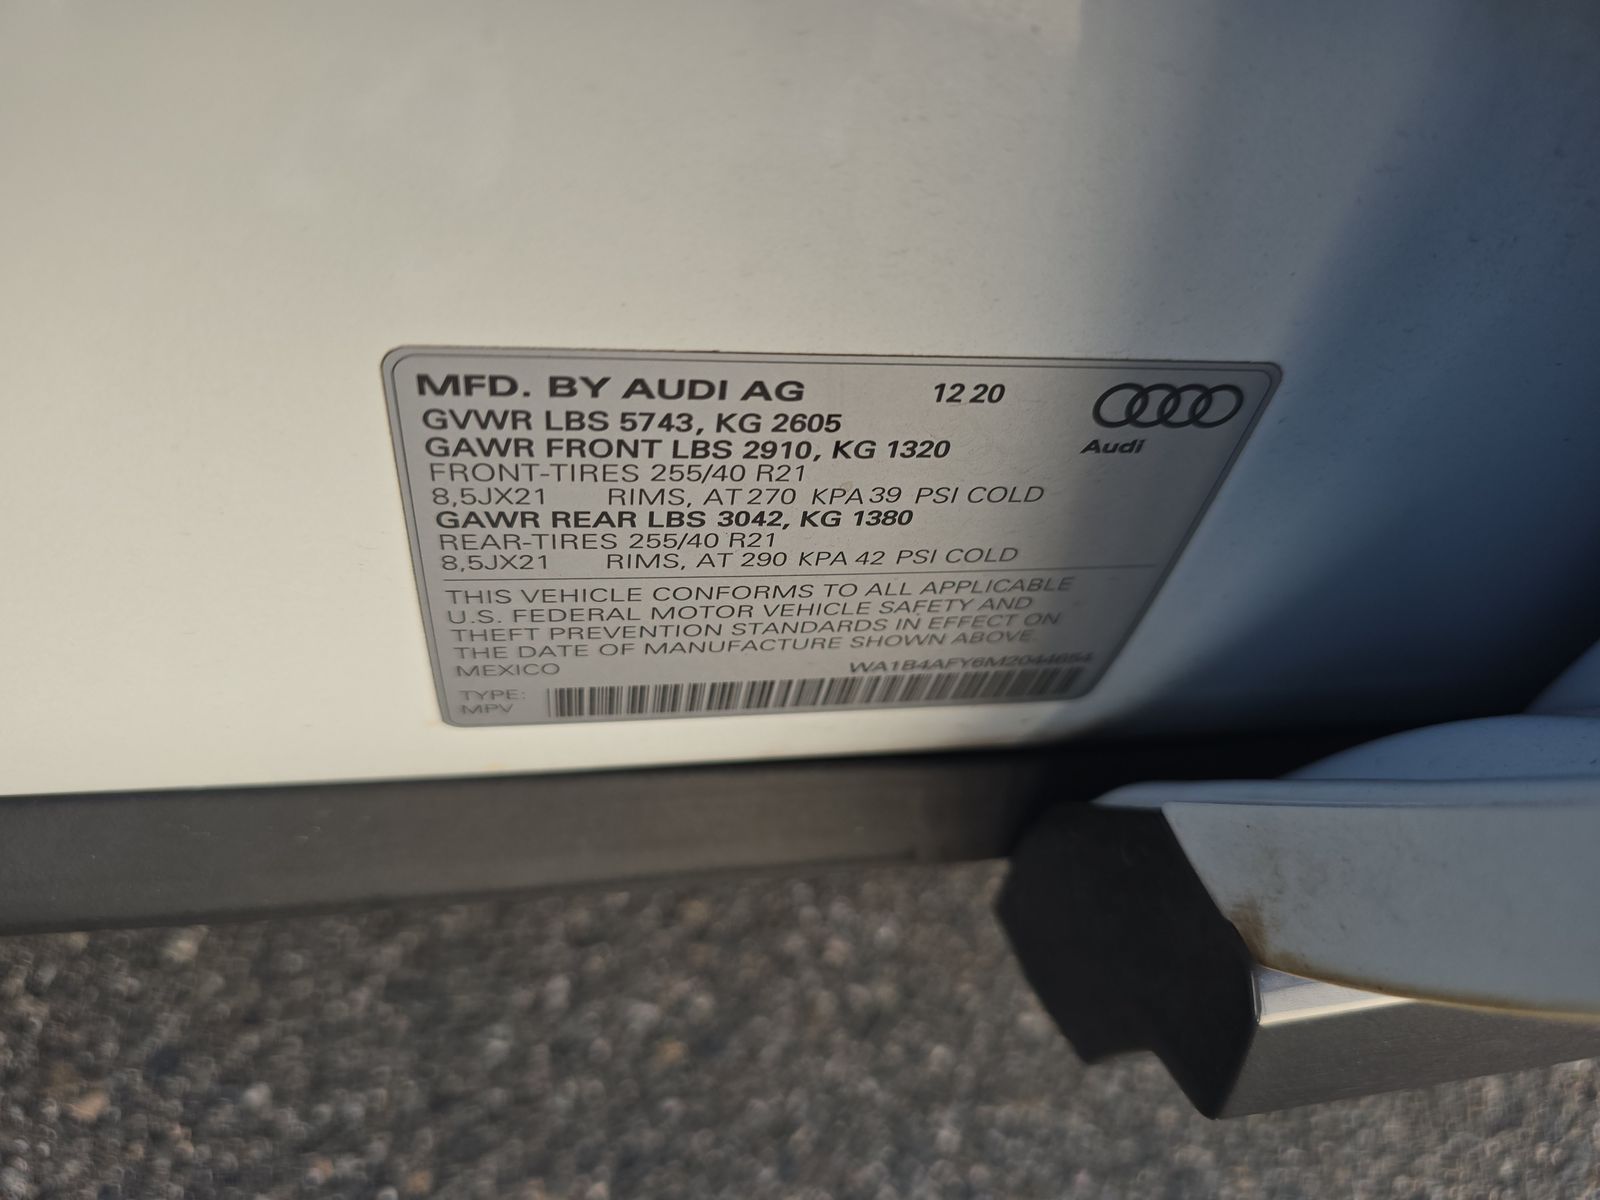 MFD. BY AUDI AG 12 20
GVWR LBS 5743, KG 2605
GAWR FRONT LBS 2910, KG 1320
Audi
FRONT-TIRES 255/40 R21
8,5JX21 RIMS, AT 270 KPA 39 PSI COLD
GAWR REAR LBS 3042, KG 1380
REAR-TIRES 255/40 R21
8,5JX21 RIMS, AT 290 KPA 42 PSI COLD
THIS VEHICLE CONFORMS TO ALL APPLICABLE
U.S. FEDERAL MOTOR VEHICLE SAFETY AND
THEFT PREVENTION STANDARDS IN EFFECT ON
THE DATE OF MANUFACTURE SHOWN ABOVE.
MEXICO WA1B4AFY6M2044654
TYPE:
MPV